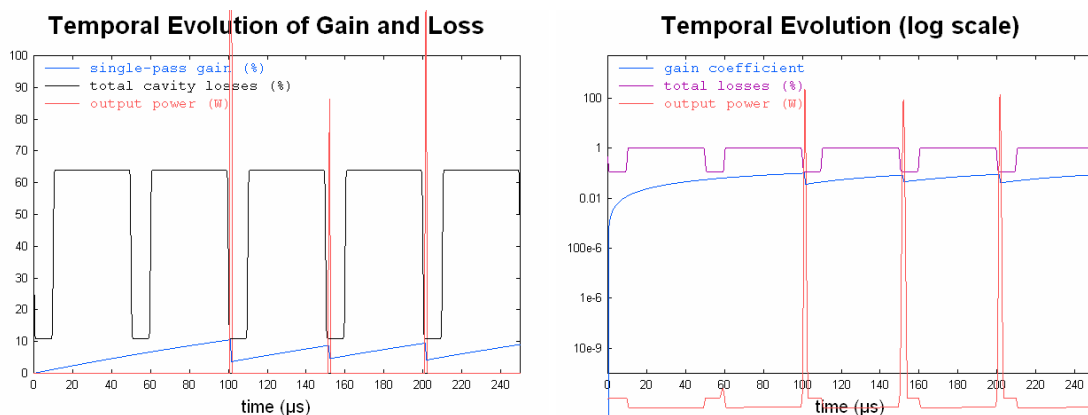 Temporal Evolution of Gain and Loss
100
90
80
70
60
50
40
30
20
10
0
single-pass gain (%)
total cavity losses (%)
output power (W)
0 20 40 60 80 100 120 140 160 180 200 220 240
time (µs)
Temporal Evolution (log scale)
100
1
0.01
100e-6
1e-6
10e-9
gain coefficient
total losses (%)
output power (W)
0 20 40 60 80 100 120 140 160 180 200 220 240
time (µs)